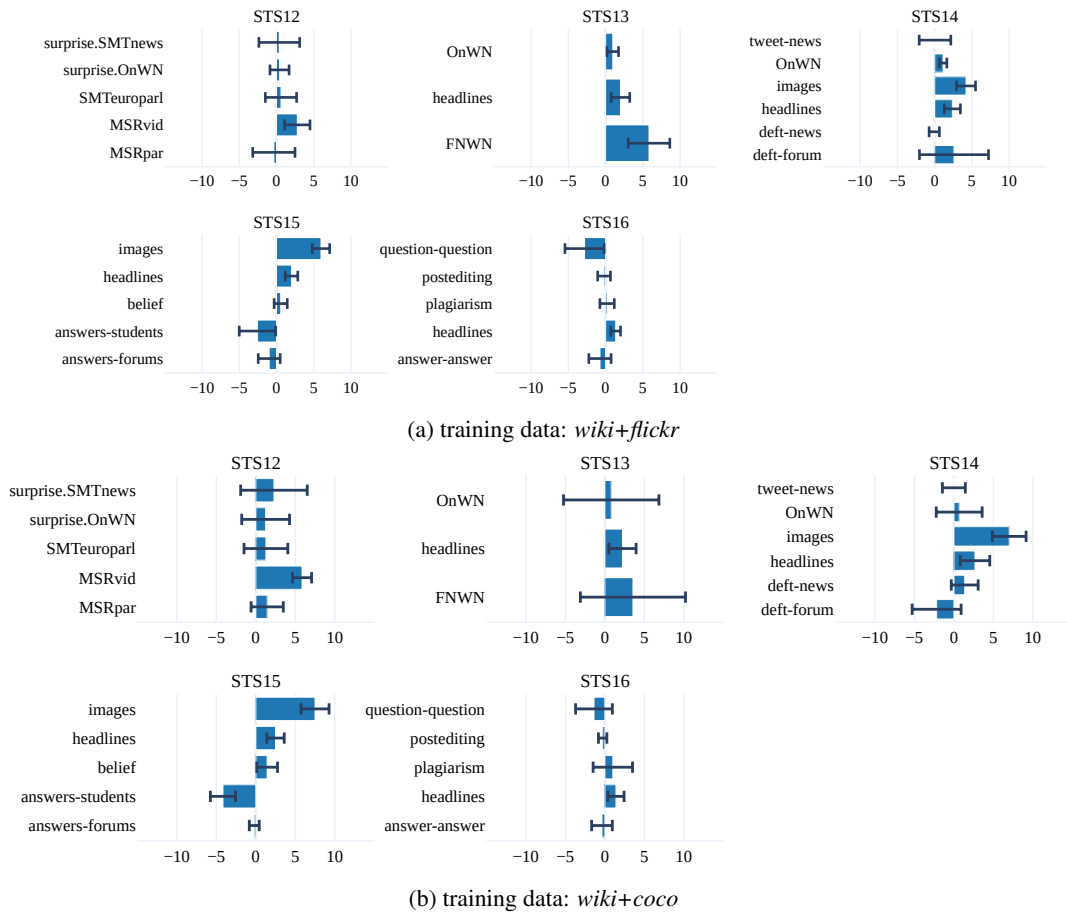 STS12
surprise.SMTnews
surprise.OnWN
SMTeuroparl
MSRvid
MSRpar
−10 −5 0 5 10
STS13
OnWN
headlines
FNWN
−10 −5 0 5 10
STS14
tweet-news
OnWN
images
headlines
deft-news
deft-forum
−10 −5 0 5 10
STS15
images
headlines
belief
answers-students
answers-forums
−10 −5 0 5 10
STS16
question-question
postediting
plagiarism
headlines
answer-answer
−10 −5 0 5 10
(a) training data: wiki+flickr
STS12
surprise.SMTnews
surprise.OnWN
SMTeuroparl
MSRvid
MSRpar
−10 −5 0 5 10
STS13
OnWN
headlines
FNWN
−10 −5 0 5 10
STS14
tweet-news
OnWN
images
headlines
deft-news
deft-forum
−10 −5 0 5 10
STS15
images
headlines
belief
answers-students
answers-forums
−10 −5 0 5 10
STS16
question-question
postediting
plagiarism
headlines
answer-answer
−10 −5 0 5 10
(b) training data: wiki+coco